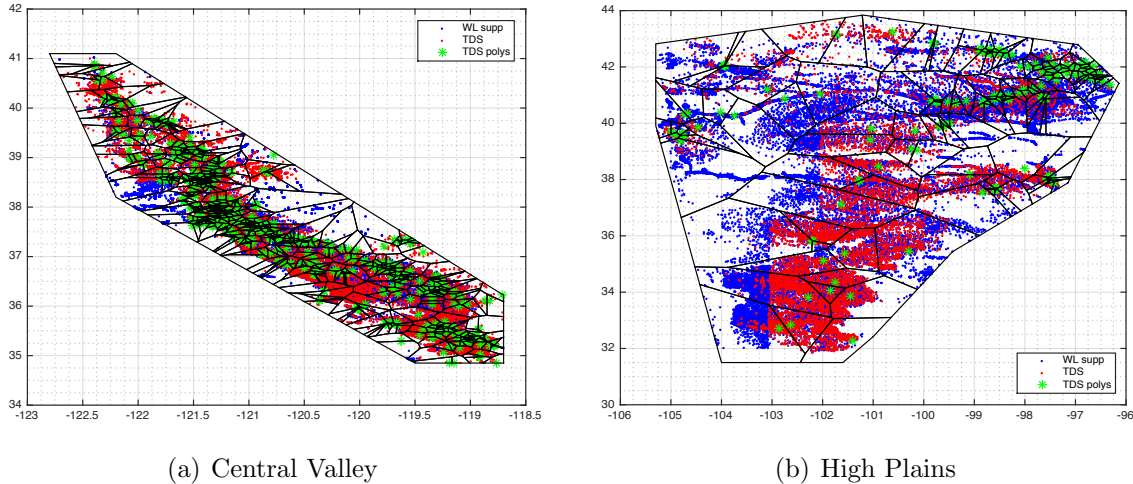 42
41
40
39
38
37
36
35
34
-123 -122.5 -122 -121.5 -121 -120.5 -120 -119.5 -119 -118.5
WL supp
TDS
TDS polys
(a) Central Valley
44
42
40
38
36
34
32
30
-106 -105 -104 -103 -102 -101 -100 -99 -98 -97 -96
WL supp
TDS
TDS polys
(b) High Plains